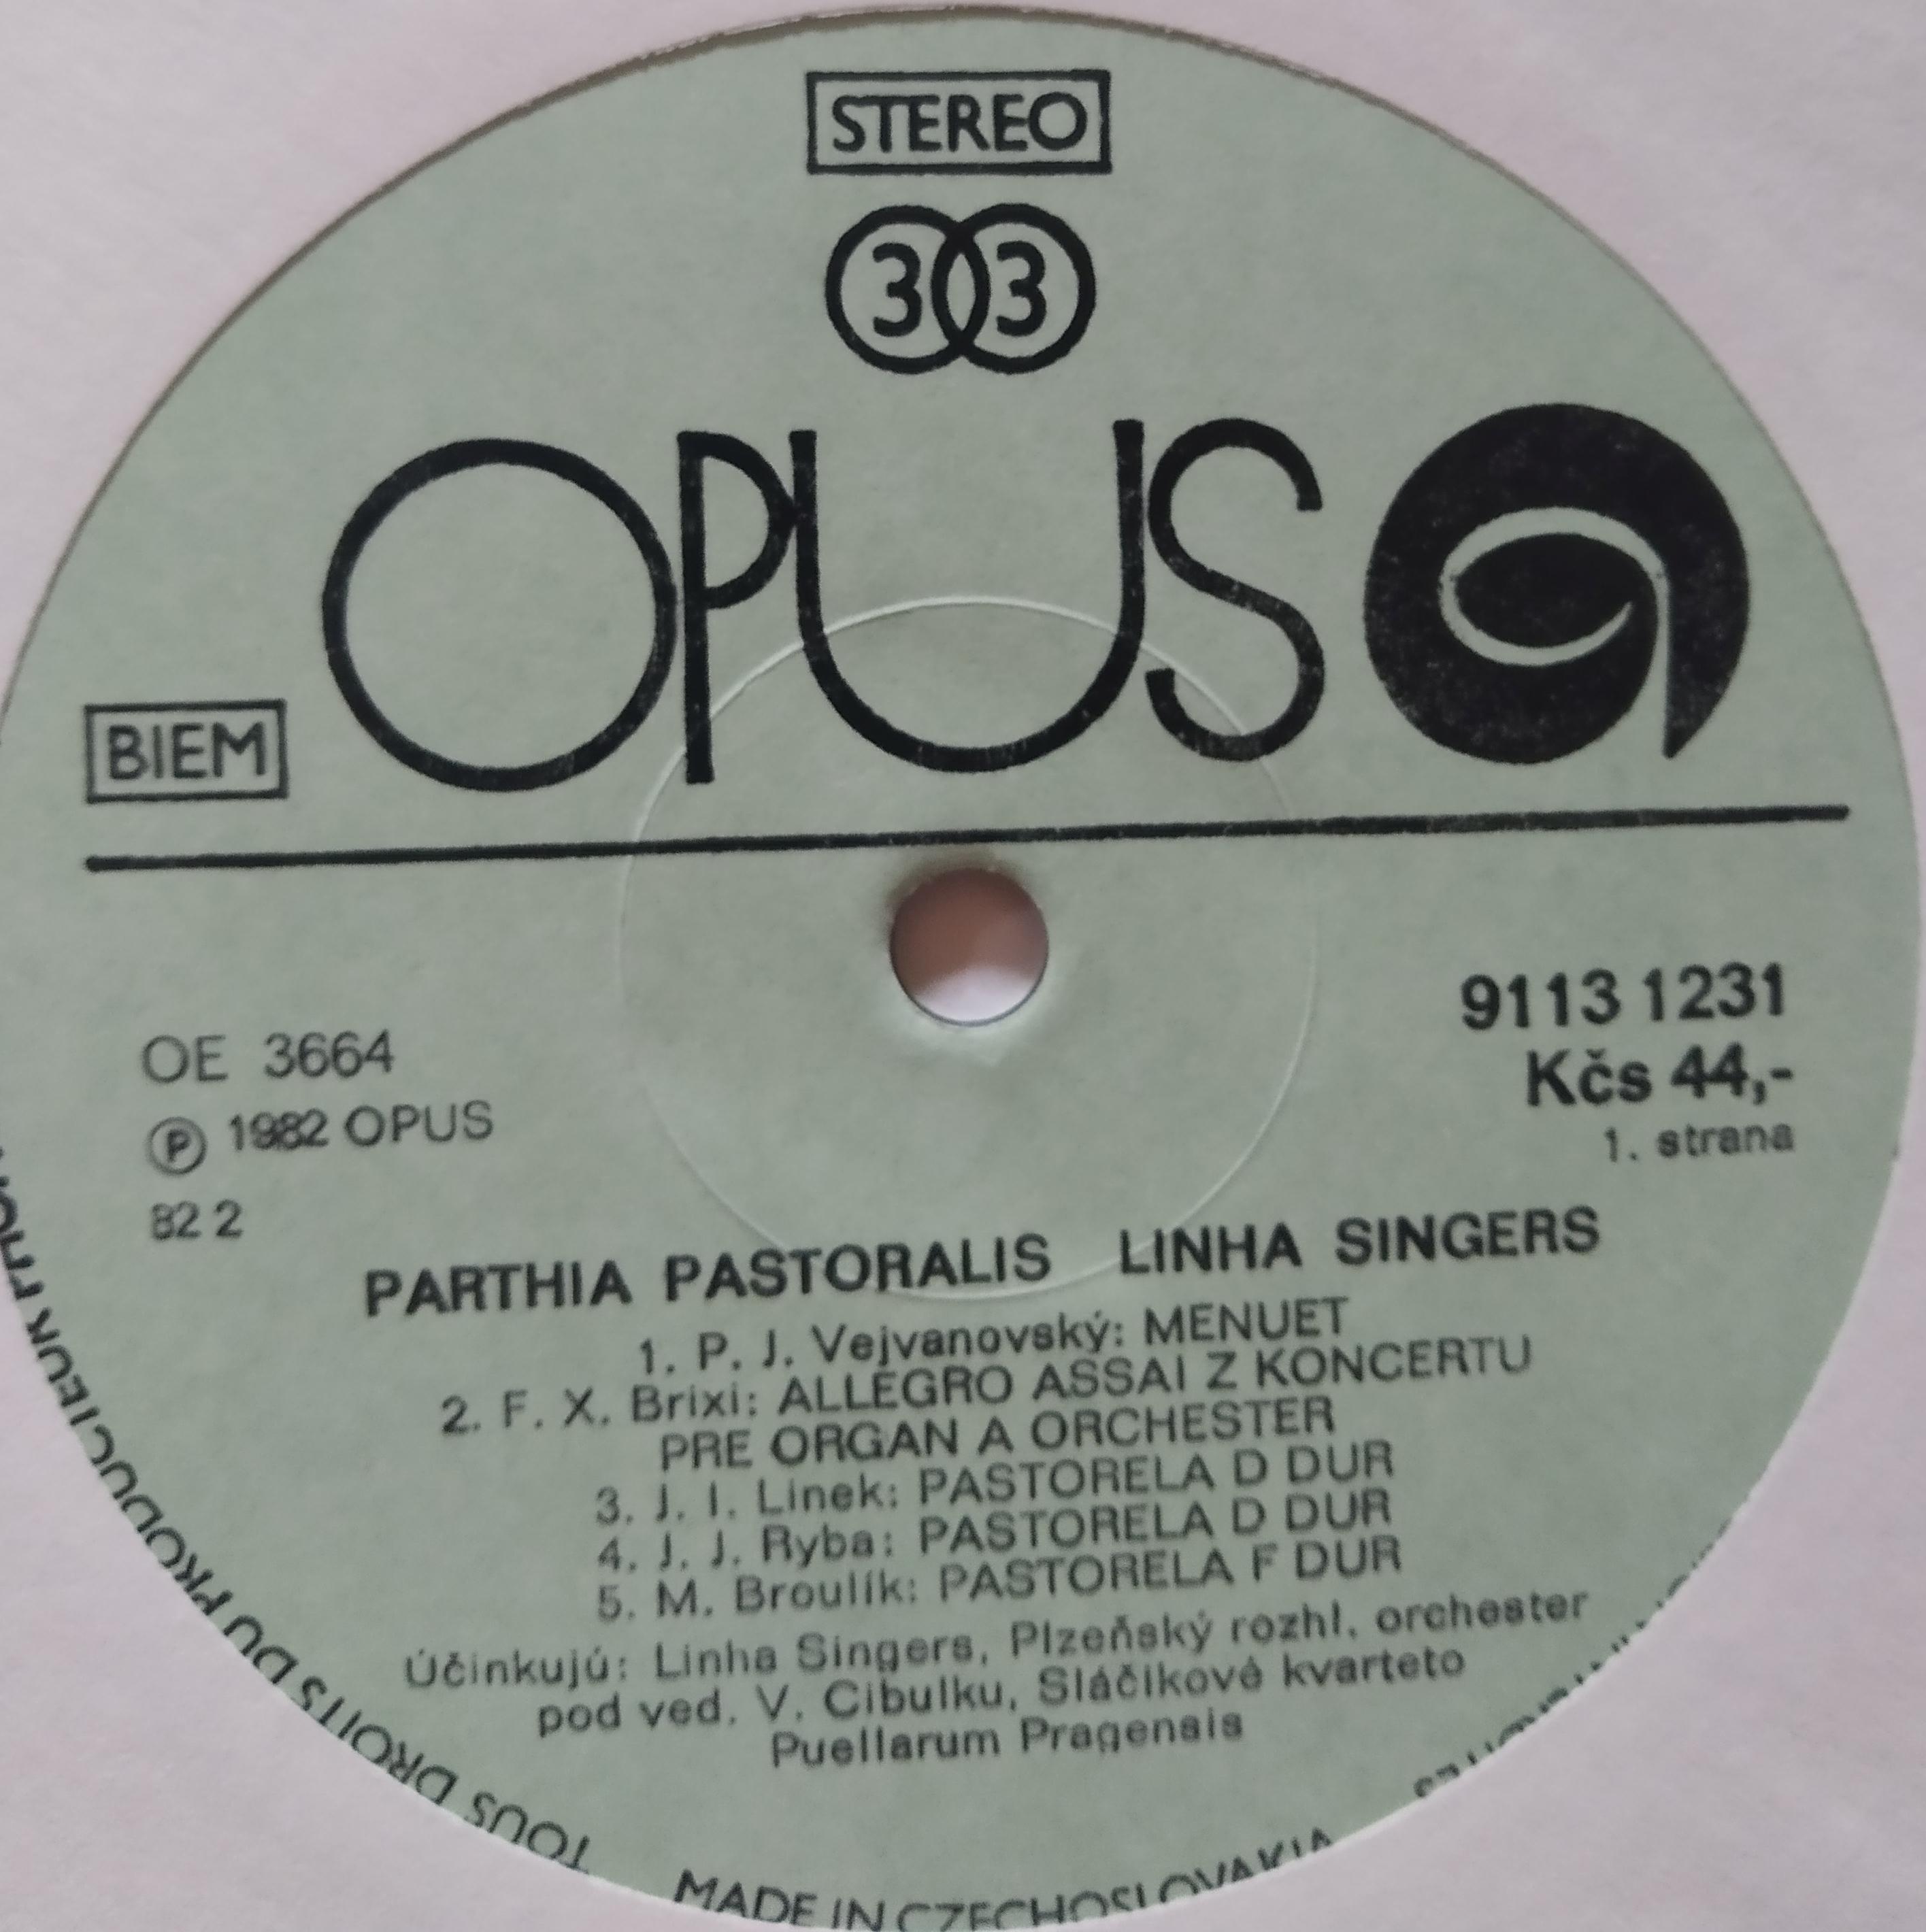 STEREO
33
OPUS
BIEM
9113 1231
Kčs 44,-
1. strana
OE 3664
Ⓟ 1982 OPUS
82 2
PARTHIA PASTORALIS LINHA SINGERS
1. P. J. Vejvanovský: MENUET
2. F. X. Brixi: ALLEGRO ASSAI Z KONCERTU
PRE ORGAN A ORCHESTER
3. J. I. Linek: PASTORELA D DUR
4. J. J. Ryba: PASTORELA D DUR
5. M. Broulík: PASTORELA F DUR
Účinkujú: Linha Singers, Plzeňský rozhl. orchester
pod ved. V. Cibulku, Sláčikové kvarteto
Puellarum Pragensis
TOUS DROITS DU PRODUCTEUR
MADE IN CZECHOSLOVAKIA